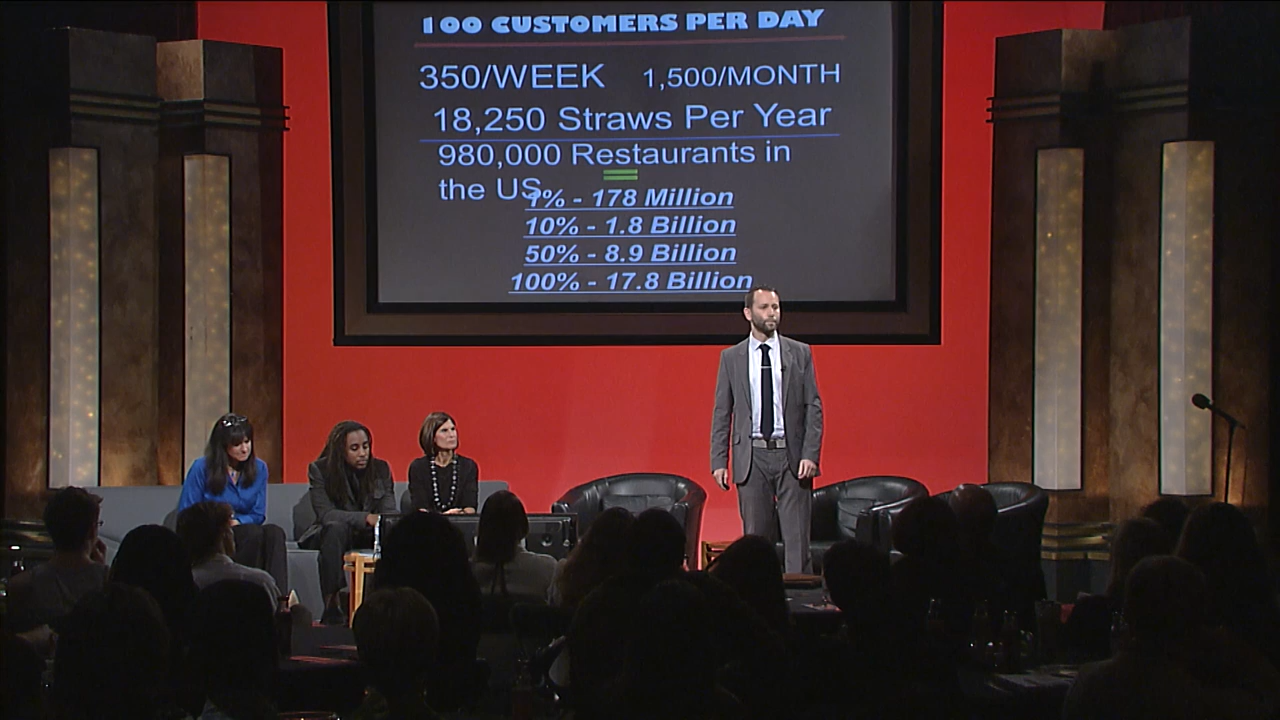 100 CUSTOMERS PER DAY
350/WEEK 1,500/MONTH
18,250 Straws Per Year
980,000 Restaurants in
the US
1% - 178 Million
10% - 1.8 Billion
50% - 8.9 Billion
100% - 17.8 Billion